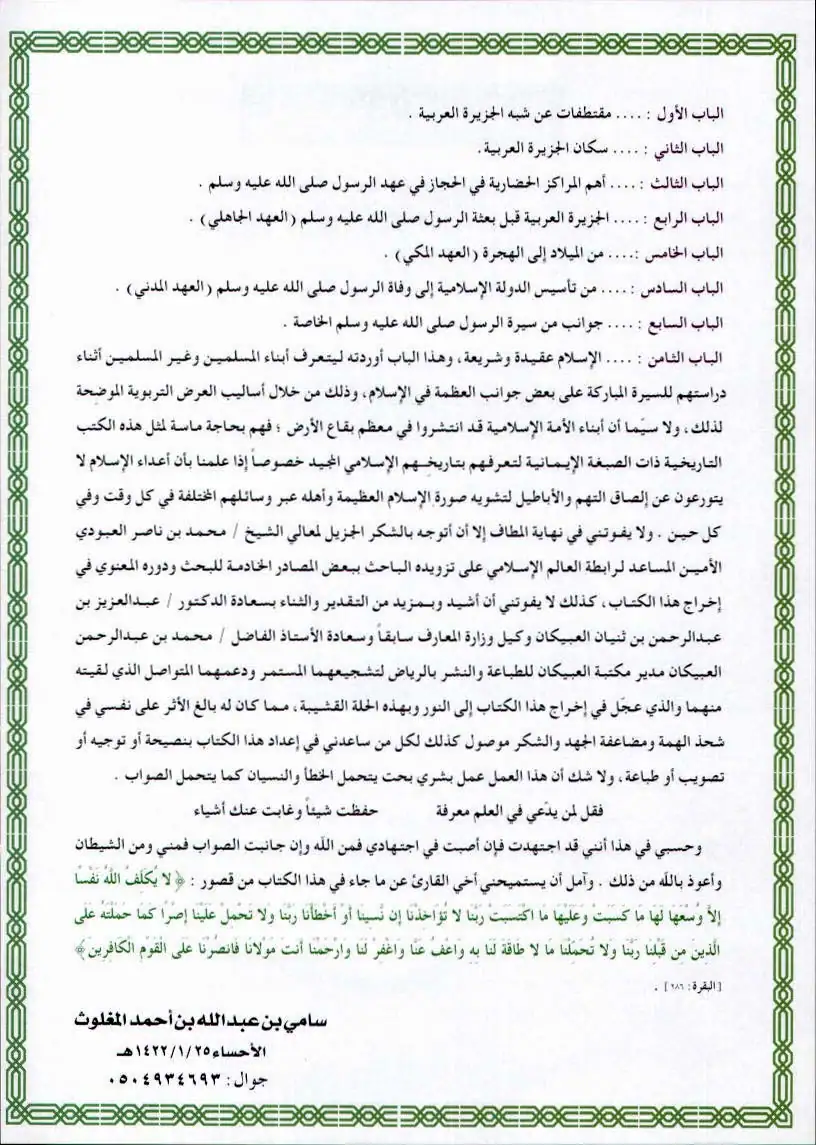 الباب الأول : .... مقتطفات عن شبه الجزيرة العربية .
الباب الثاني : .... سكان الجزيرة العربية.
الباب الثالث : .... أهم المراكز الحضارية في الحجاز في عهد الرسول صلى الله عليه وسلم .
الباب الرابع : .... الجزيرة العربية قبل بعثة الرسول صلى الله عليه وسلم (العهد الجاهلي) .
الباب الخامس :.... من الميلاد إلى الهجرة (العهد المكي) .
الباب السادس : .... من تأسيس الدولة الإسلامية إلى وفاة الرسول صلى الله عليه وسلم (العهد المدني) .
الباب السابع : .... جوانب من سيرة الرسول صلى الله عليه وسلم الخاصة .
الباب الثامن : .... الإسلام عقيدة وشريعة، وهذا الباب أوردته ليتعرف أبناء المسلمين وغير المسلمين أثناء
دراستهم للسيرة المباركة على بعض جوانب العظمة في الإسلام، وذلك من خلال أساليب العرض التربوية الموضحة
لذلك، ولا سيّما أن أبناء الأمة الإسلامية قد انتشروا في معظم بقاع الأرض ؛ فهم بحاجة ماسة لمثل هذه الكتب
التاريخية ذات الصبغة الإيمانية لتعرفهم بتاريخهم الإسلامي المجيد خصوصاً إذا علمنا بأن أعداء الإسلام لا
يتورعون عن إلصاق التهم والأباطيل لتشويه صورة الإسلام العظيمة وأهله عبر وسائلهم المختلفة في كل وقت وفي
كل حين . ولا يفوتني في نهاية المطاف إلا أن أتوجه بالشكر الجزيل لمعالي الشيخ / محمد بن ناصر العبودي
الأمين المساعد لرابطة العالم الإسلامي على تزويده الباحث ببعض المصادر الخادمة للبحث ودوره المعنوي في
إخراج هذا الكتاب، كذلك لا يفوتني أن أشيد وبمزيد من التقدير والثناء بسعادة الدكتور / عبدالعزيز بن
عبدالرحمن بن ثنيان العبيكان وكيل وزارة المعارف سابقاً وسعادة الأستاذ الفاضل / محمد بن عبدالرحمن
العبيكان مدير مكتبة العبيكان للطباعة والنشر بالرياض لتشجيعهما المستمر ودعمهما المتواصل الذي لقيته
منهما والذي عجّل في إخراج هذا الكتاب إلى النور وبهذه الحلة القشيبة، مما كان له بالغ الأثر على نفسي في
شحذ الهمة ومضاعفة الجهد والشكر موصول كذلك لكل من ساعدني في إعداد هذا الكتاب بنصيحة أو توجيه أو
تصويب أو طباعة، ولا شك أن هذا العمل عمل بشري بحت يتحمل الخطأ والنسيان كما يتحمل الصواب .
فقل لمن يدّعي في العلم معرفة حفظت شيئاً وغابت عنك أشياء
وحسبي في هذا أنني قد اجتهدت فإن أصبت في اجتهادي فمن الله وإن جانبت الصواب فمني ومن الشيطان
وأعوذ بالله من ذلك . وآمل أن يستميحني أخي القارئ عن ما جاء في هذا الكتاب من قصور : ﴿ لا يُكَلِّفُ اللَّهُ نَفْسًا
إِلاَّ وُسْعَهَا لَهَا مَا كَسَبَتْ وَعَلَيْهَا مَا اكْتَسَبَتْ رَبَّنَا لا تُؤَاخِذْنَا إِن نَّسِينَا أَوْ أَخْطَأْنَا رَبَّنَا وَلا تَحْمِلْ عَلَيْنَا إِصْرًا كَمَا حَمَلْتَهُ عَلَى
الَّذِينَ مِن قَبْلِنَا رَبَّنَا وَلا تُحَمِّلْنَا مَا لا طَاقَةَ لَنَا بِهِ وَاعْفُ عَنَّا وَاغْفِرْ لَنَا وَارْحَمْنَا أَنتَ مَوْلانَا فَانصُرْنَا عَلَى الْقَوْمِ الْكَافِرِينَ﴾
[البقرة: ٢٨٦] .
سامي بن عبدالله بن أحمد المغلوث
الأحساء ١٤٢٢/١/٢٥هـ
جوال: ٠٥٠٤٩٣٤٦٩٣